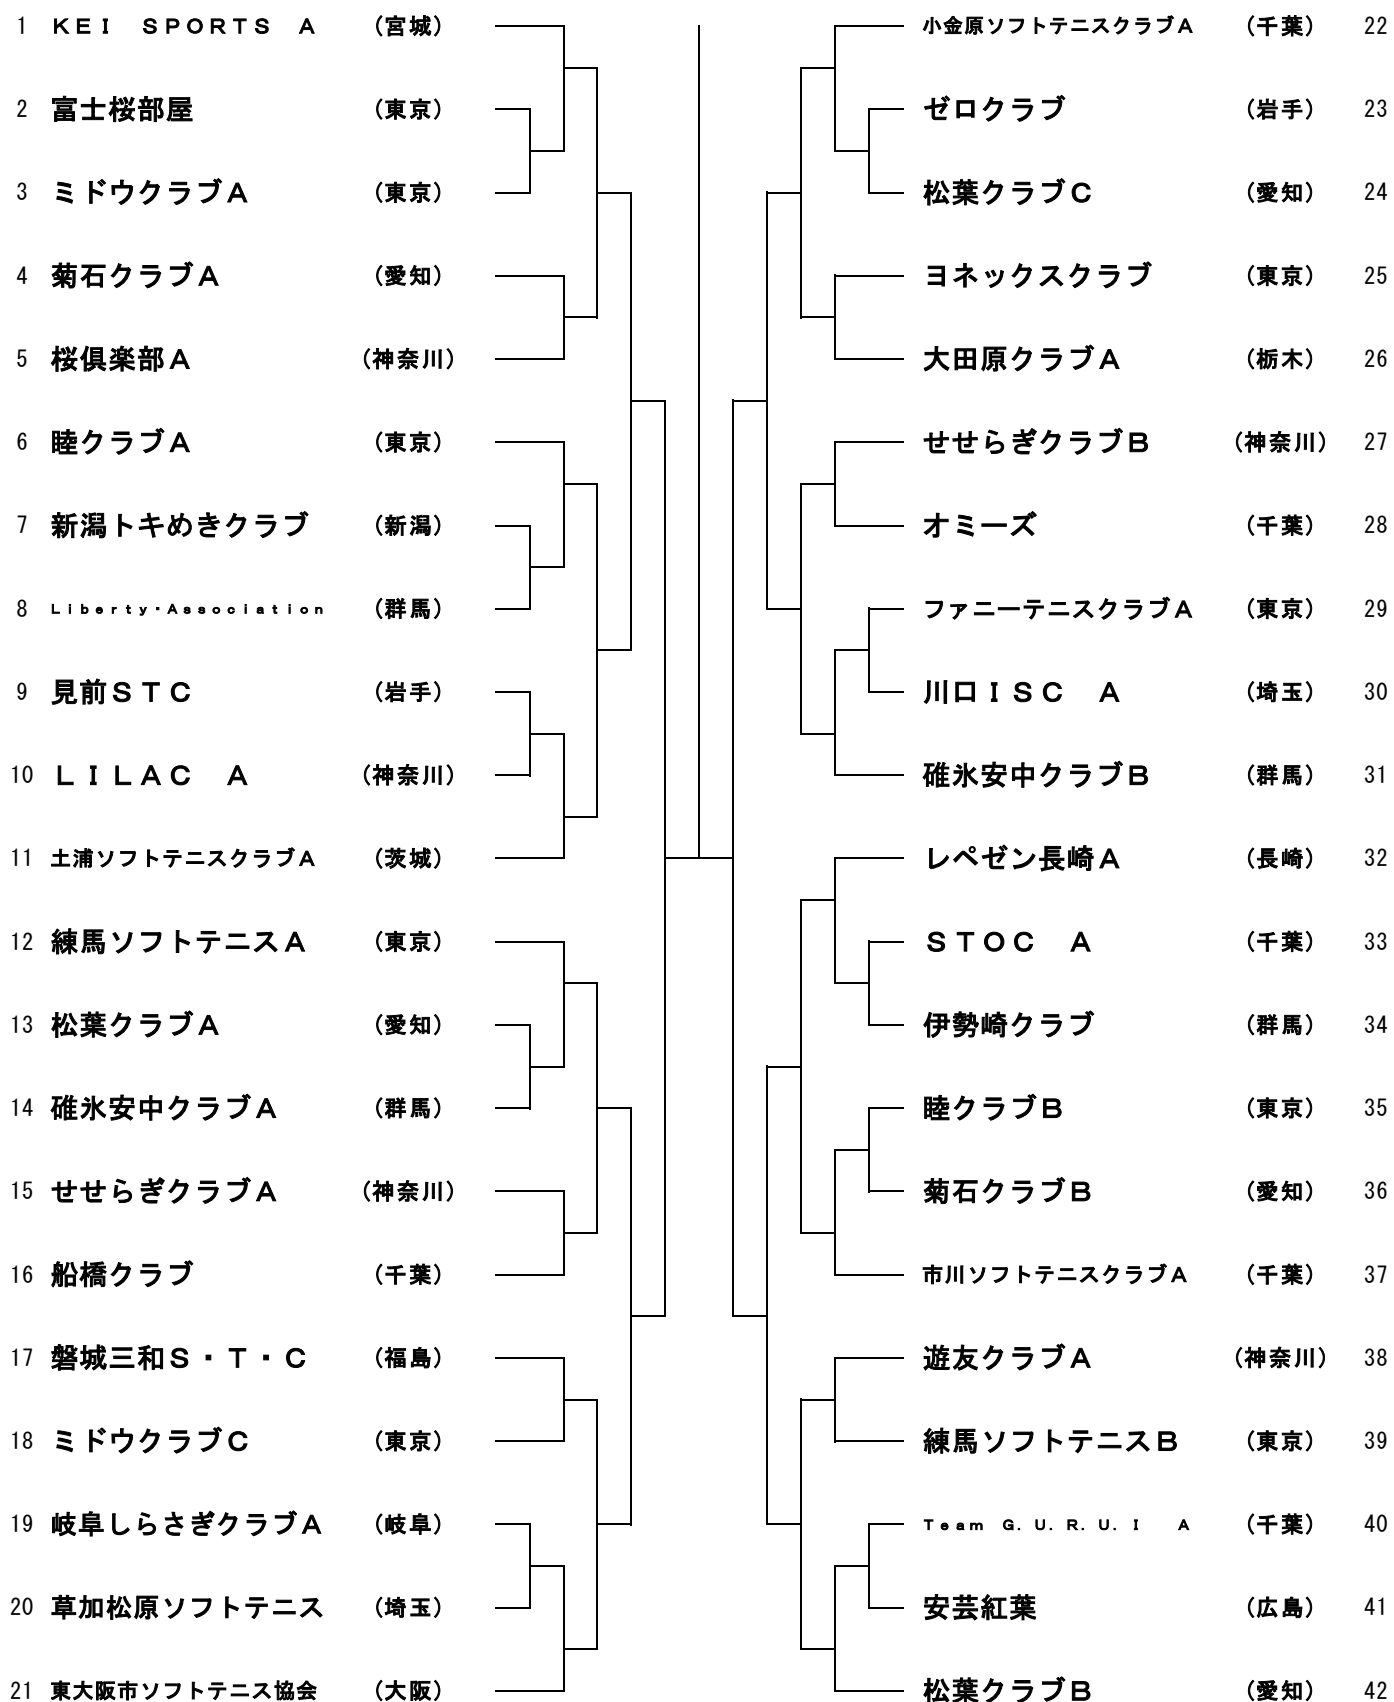 1 ＫＥＩ　ＳＰＯＲＴＳ　Ａ （宮城）
2 富士桜部屋 （東京）
3 ミドウクラブＡ （東京）
4 菊石クラブＡ （愛知）
5 桜倶楽部Ａ （神奈川）
6 睦クラブＡ （東京）
7 新潟トキめきクラブ （新潟）
8 Ｌｉｂｅｒｔｙ・Ａｓｓｏｃｉａｔｉｏｎ （群馬）
9 見前ＳＴＣ （岩手）
10 ＬＩＬＡＣ　Ａ （神奈川）
11 土浦ソフトテニスクラブＡ （茨城）
12 練馬ソフトテニスＡ （東京）
13 松葉クラブＡ （愛知）
14 碓氷安中クラブＡ （群馬）
15 せせらぎクラブＡ （神奈川）
16 船橋クラブ （千葉）
17 磐城三和Ｓ・Ｔ・Ｃ （福島）
18 ミドウクラブＣ （東京）
19 岐阜しらさぎクラブＡ （岐阜）
20 草加松原ソフトテニス （埼玉）
21 東大阪市ソフトテニス協会 （大阪）
小金原ソフトテニスクラブＡ （千葉） 22
ゼロクラブ （岩手） 23
松葉クラブＣ （愛知） 24
ヨネックスクラブ （東京） 25
大田原クラブＡ （栃木） 26
せせらぎクラブＢ （神奈川） 27
オミーズ （千葉） 28
ファニーテニスクラブＡ （東京） 29
川口ＩＳＣ　Ａ （埼玉） 30
碓氷安中クラブＢ （群馬） 31
レペゼン長崎Ａ （長崎） 32
ＳＴＯＣ　Ａ （千葉） 33
伊勢崎クラブ （群馬） 34
睦クラブＢ （東京） 35
菊石クラブＢ （愛知） 36
市川ソフトテニスクラブＡ （千葉） 37
遊友クラブＡ （神奈川） 38
練馬ソフトテニスＢ （東京） 39
Ｔｅａｍ　Ｇ．Ｕ．Ｒ．Ｕ．Ｉ　Ａ （千葉） 40
安芸紅葉 （広島） 41
松葉クラブＢ （愛知） 42